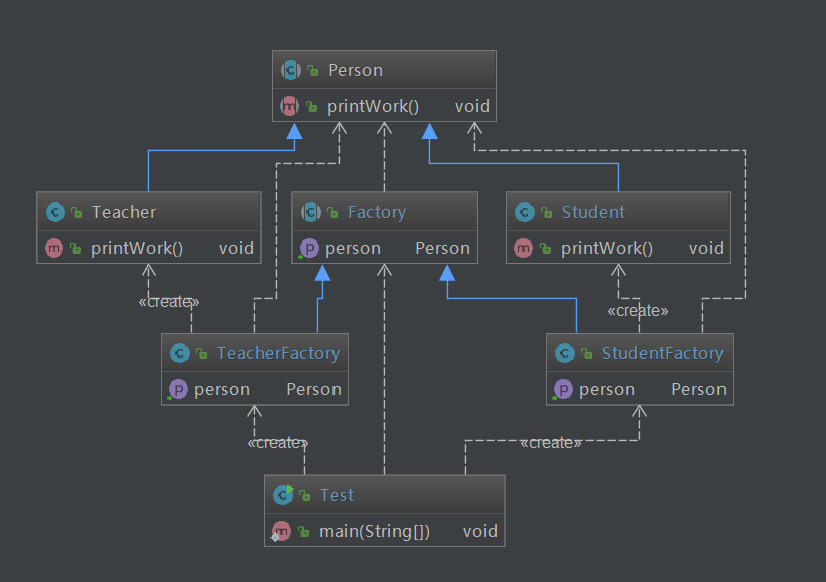 Person
printWork() void
Teacher
printWork() void
Factory
person Person
Student
printWork() void
«create»
«create»
TeacherFactory
person Person
StudentFactory
person Person
«create»
«create»
Test
main(String[]) void